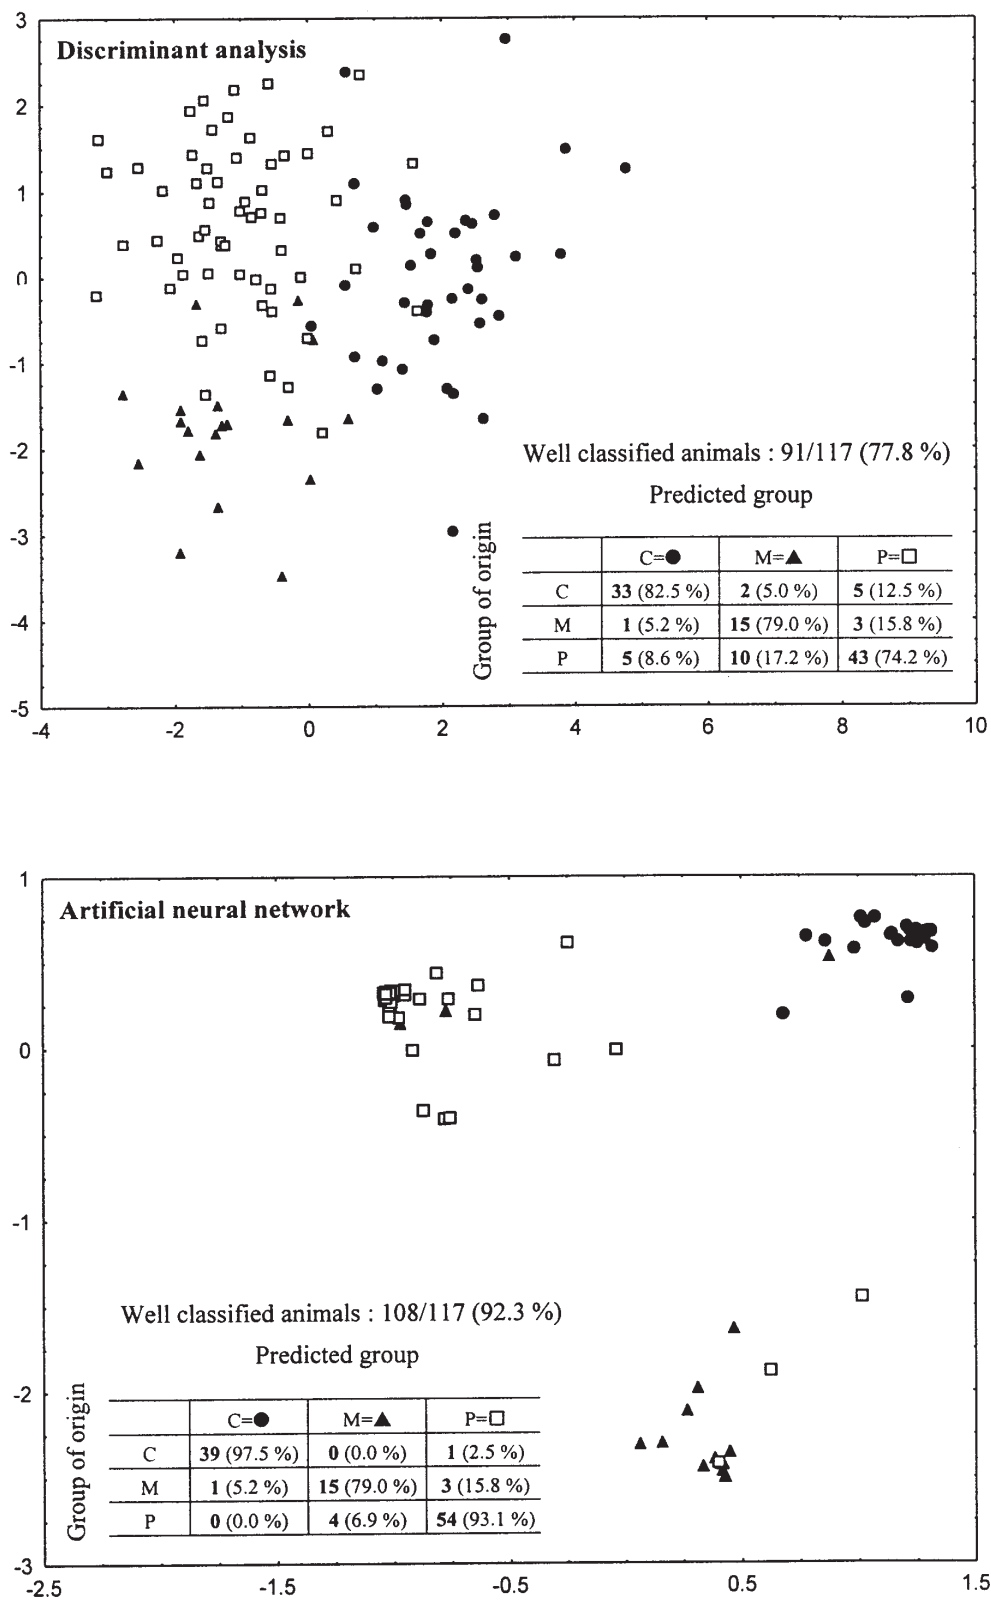 Discriminant analysis
3
2
1
0
-1
-2
-3
-4
-5
-4 -2 0 2 4 6 8 10
Well classified animals : 91/117 (77.8 %)
Predicted group
Group of origin
C=● M=▲ P=□
C 33 (82.5 %) 2 (5.0 %) 5 (12.5 %)
M 1 (5.2 %) 15 (79.0 %) 3 (15.8 %)
P 5 (8.6 %) 10 (17.2 %) 43 (74.2 %)
Artificial neural network
1
0
-1
-2
-3
-2.5 -1.5 -0.5 0.5 1.5
Well classified animals : 108/117 (92.3 %)
Predicted group
Group of origin
C=● M=▲ P=□
C 39 (97.5 %) 0 (0.0 %) 1 (2.5 %)
M 1 (5.2 %) 15 (79.0 %) 3 (15.8 %)
P 0 (0.0 %) 4 (6.9 %) 54 (93.1 %)